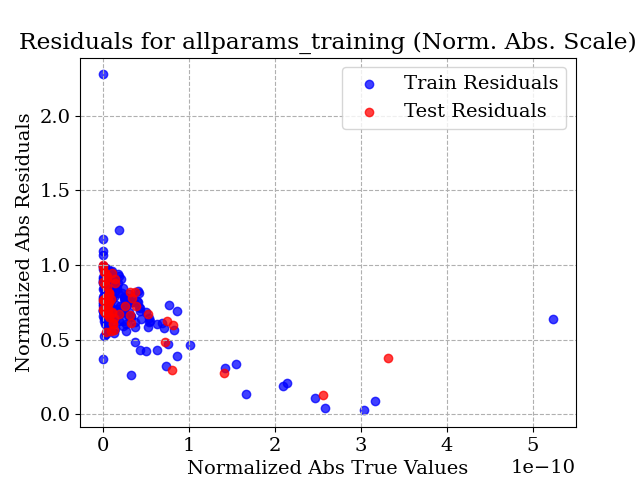 Residuals for allparams_training (Norm. Abs. Scale)
Train Residuals
Test Residuals
Normalized Abs Residuals
2.0
1.5
1.0
0.5
0.0
0 1 2 3 4 5
1e−10
Normalized Abs True Values